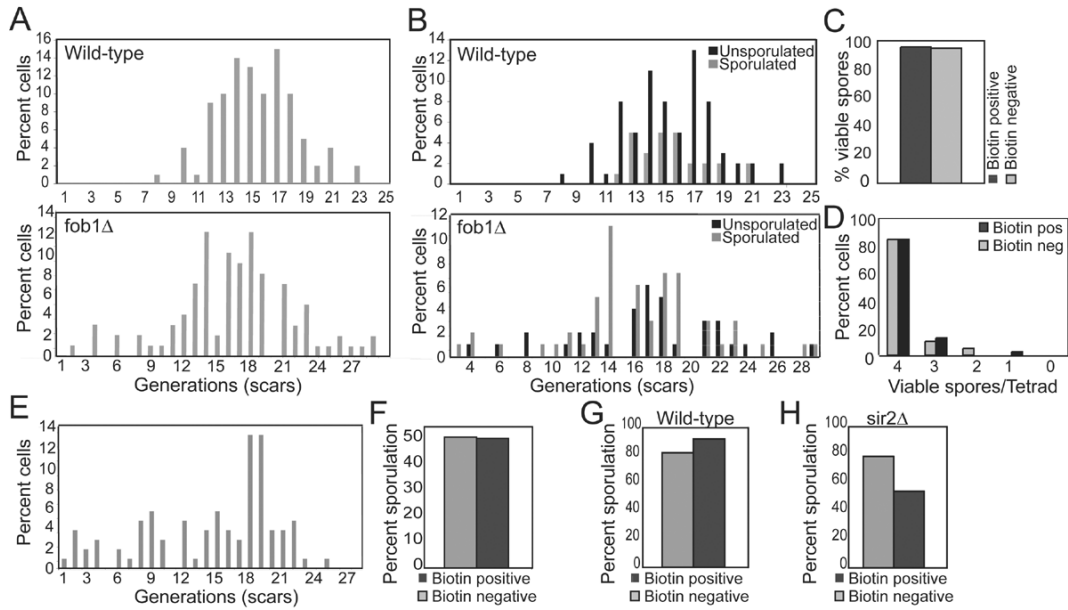 A
Wild-type
Percent cells
16
14
12
10
8
6
4
2
0
1 3 5 7 9 11 13 15 17 19 21 23 25
fob1Δ
Percent cells
14
12
10
8
6
4
2
0
1 3 6 9 12 15 18 21 24 27
Generations (scars)
B
Wild-type
Unsporulated
Sporulated
Percent cells
14
12
10
8
6
4
2
0
1 3 5 7 9 11 13 15 17 19 21 23 25
fob1Δ
Unsporulated
Sporulated
Percent cells
12
10
8
6
4
2
0
4 6 8 10 12 14 16 18 20 22 24 26 28
Generations (scars)
C
% viable spores
100
80
60
40
20
0
Biotin positive
Biotin negative
D
Biotin pos
Biotin neg
Percent cells
100
80
60
40
20
0
4 3 2 1 0
Viable spores/Tetrad
E
Percent cells
14
12
10
8
6
4
2
0
1 3 6 9 12 15 18 21 24 27
Generations (scars)
F
Percent sporulation
50
50
40
30
20
10
0
Biotin positive
Biotin negative
G
Wild-type
Percent sporulation
100
80
60
40
20
0
Biotin positive
Biotin negative
H
sir2Δ
Percent sporulation
100
80
60
40
20
0
Biotin positive
Biotin negative